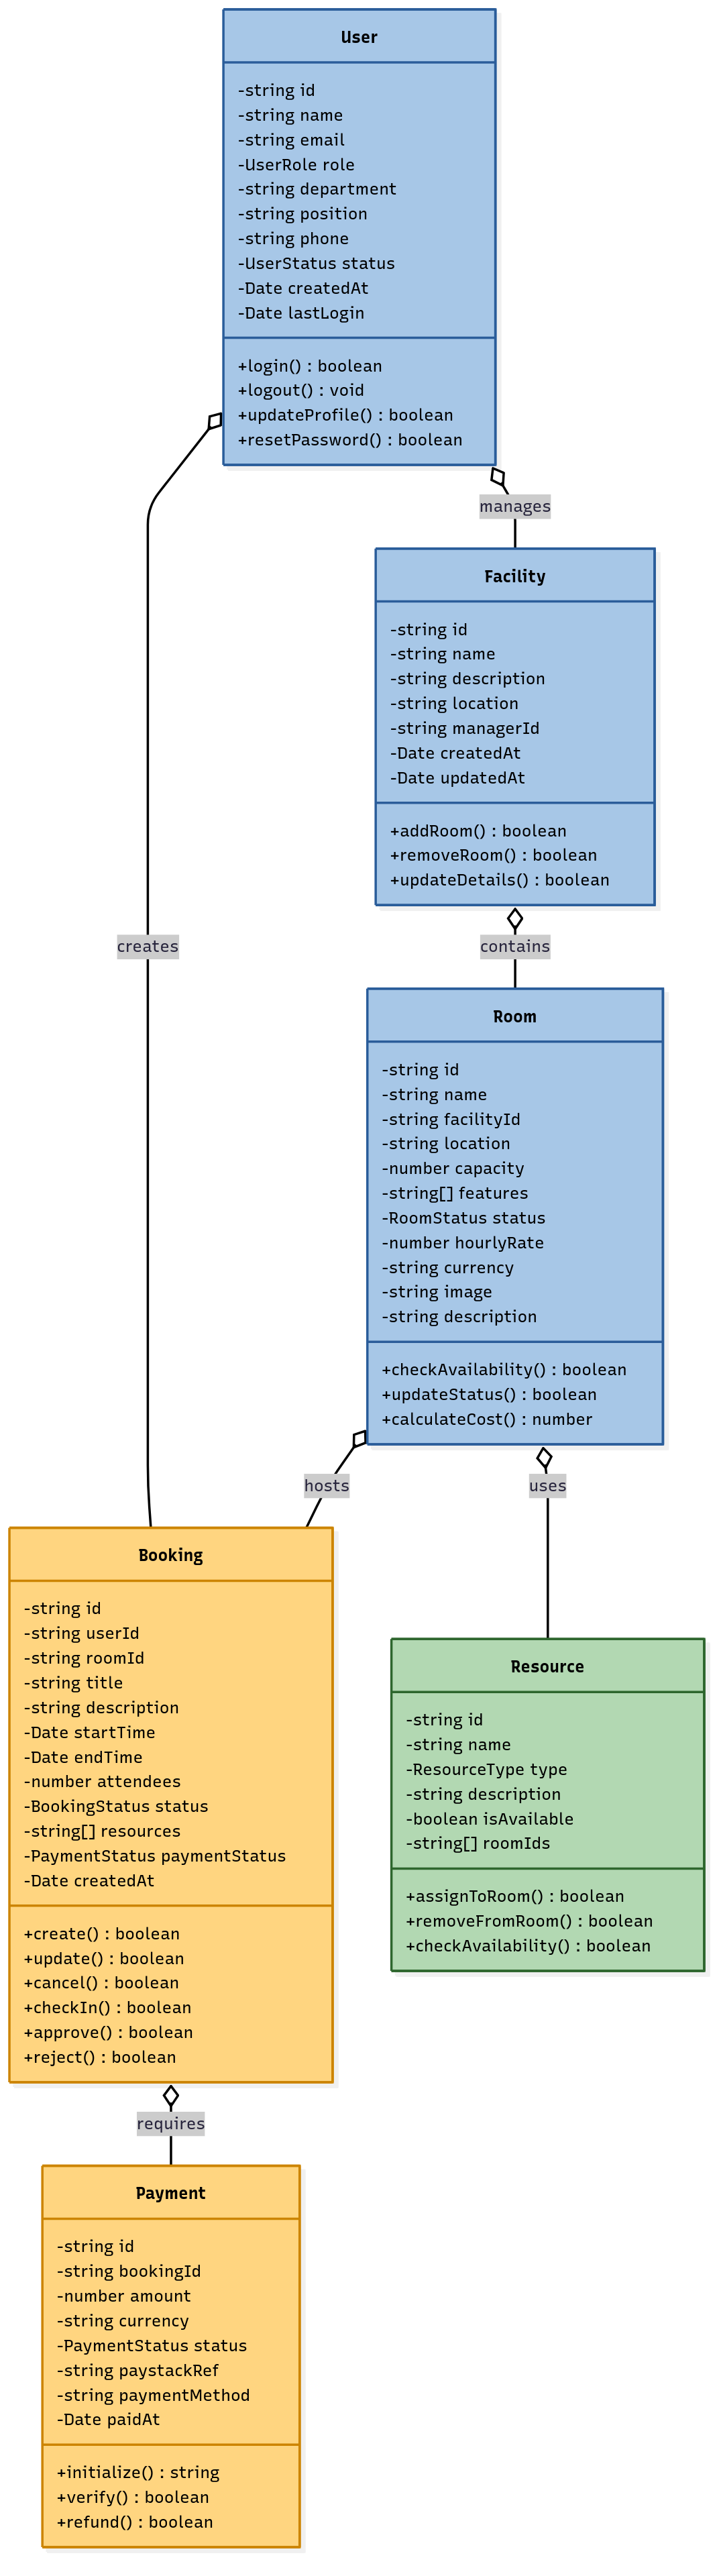 User
-string id
-string name
-string email
-UserRole role
-string department
-string position
-string phone
-UserStatus status
-Date createdAt
-Date lastLogin
+login() : boolean
+logout() : void
+updateProfile() : boolean
+resetPassword() : boolean
manages
Facility
-string id
-string name
-string description
-string location
-string managerId
-Date createdAt
-Date updatedAt
+addRoom() : boolean
+removeRoom() : boolean
+updateDetails() : boolean
creates
contains
Room
-string id
-string name
-string facilityId
-string location
-number capacity
-string[] features
-RoomStatus status
-number hourlyRate
-string currency
-string image
-string description
+checkAvailability() : boolean
+updateStatus() : boolean
+calculateCost() : number
hosts
uses
Booking
-string id
-string userId
-string roomId
-string title
-string description
-Date startTime
-Date endTime
-number attendees
-BookingStatus status
-string[] resources
-PaymentStatus paymentStatus
-Date createdAt
+create() : boolean
+update() : boolean
+cancel() : boolean
+checkIn() : boolean
+approve() : boolean
+reject() : boolean
Resource
-string id
-string name
-ResourceType type
-string description
-boolean isAvailable
-string[] roomIds
+assignToRoom() : boolean
+removeFromRoom() : boolean
+checkAvailability() : boolean
requires
Payment
-string id
-string bookingId
-number amount
-string currency
-PaymentStatus status
-string paystackRef
-string paymentMethod
-Date paidAt
+initialize() : string
+verify() : boolean
+refund() : boolean